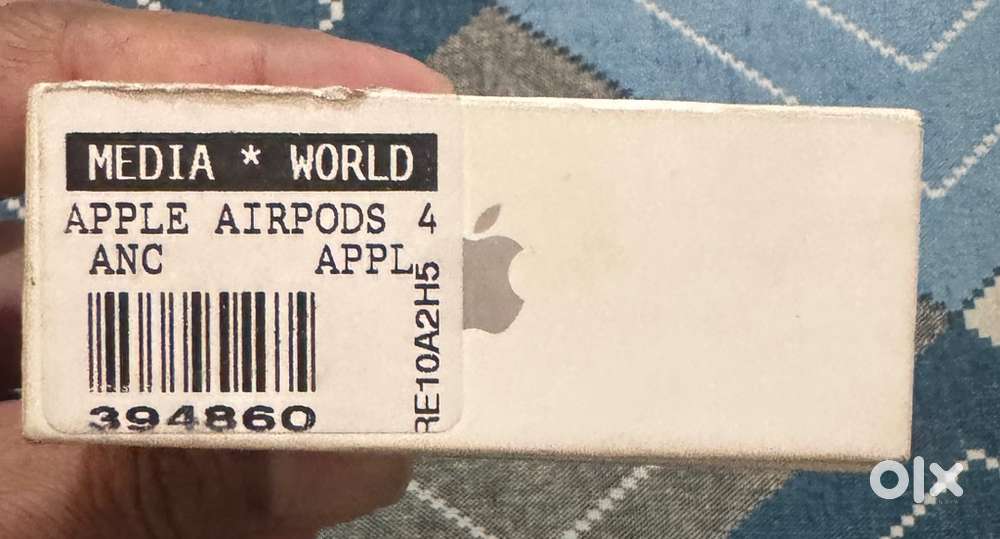 MEDIA * WORLD
APPLE AIRPODS 4
ANC APPL
RE10A2H5
394860
olx